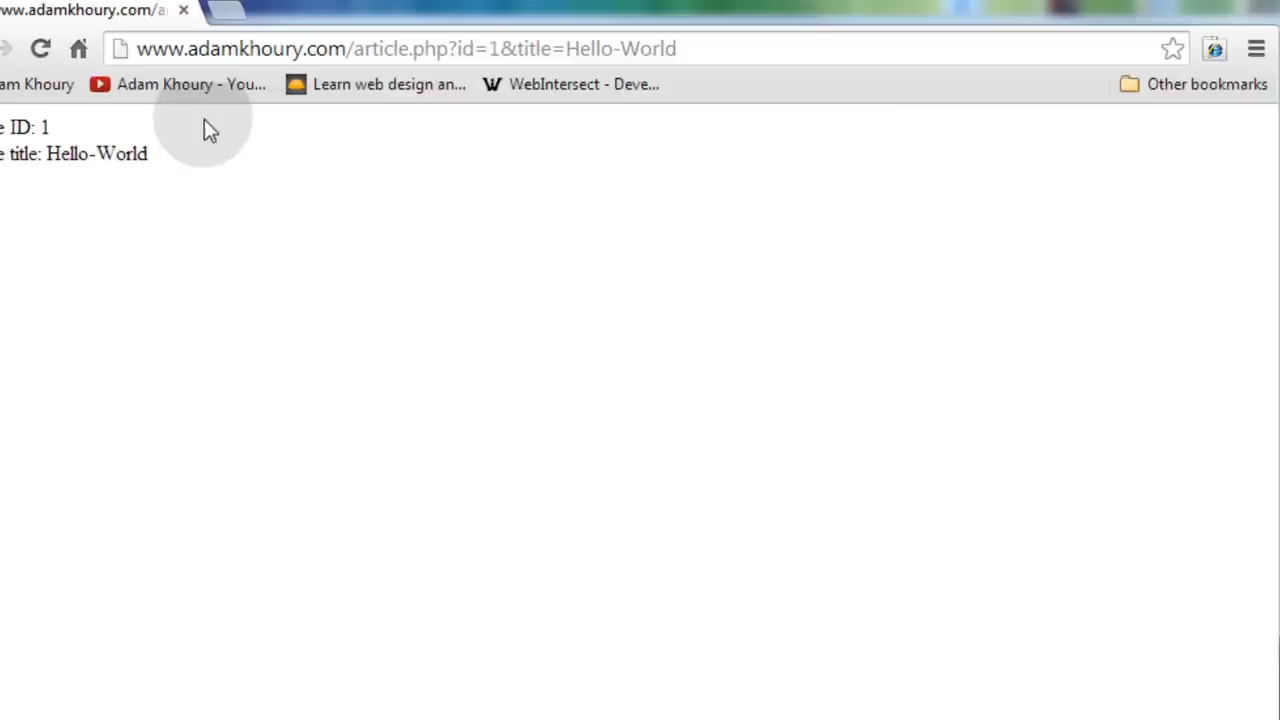 www.adamkhoury.com/a
www.adamkhoury.com/article.php?id=1&title=Hello-World
am Khoury Adam Khoury - You... Learn web design an... WebIntersect - Deve... Other bookmarks
e ID: 1
e title: Hello-World